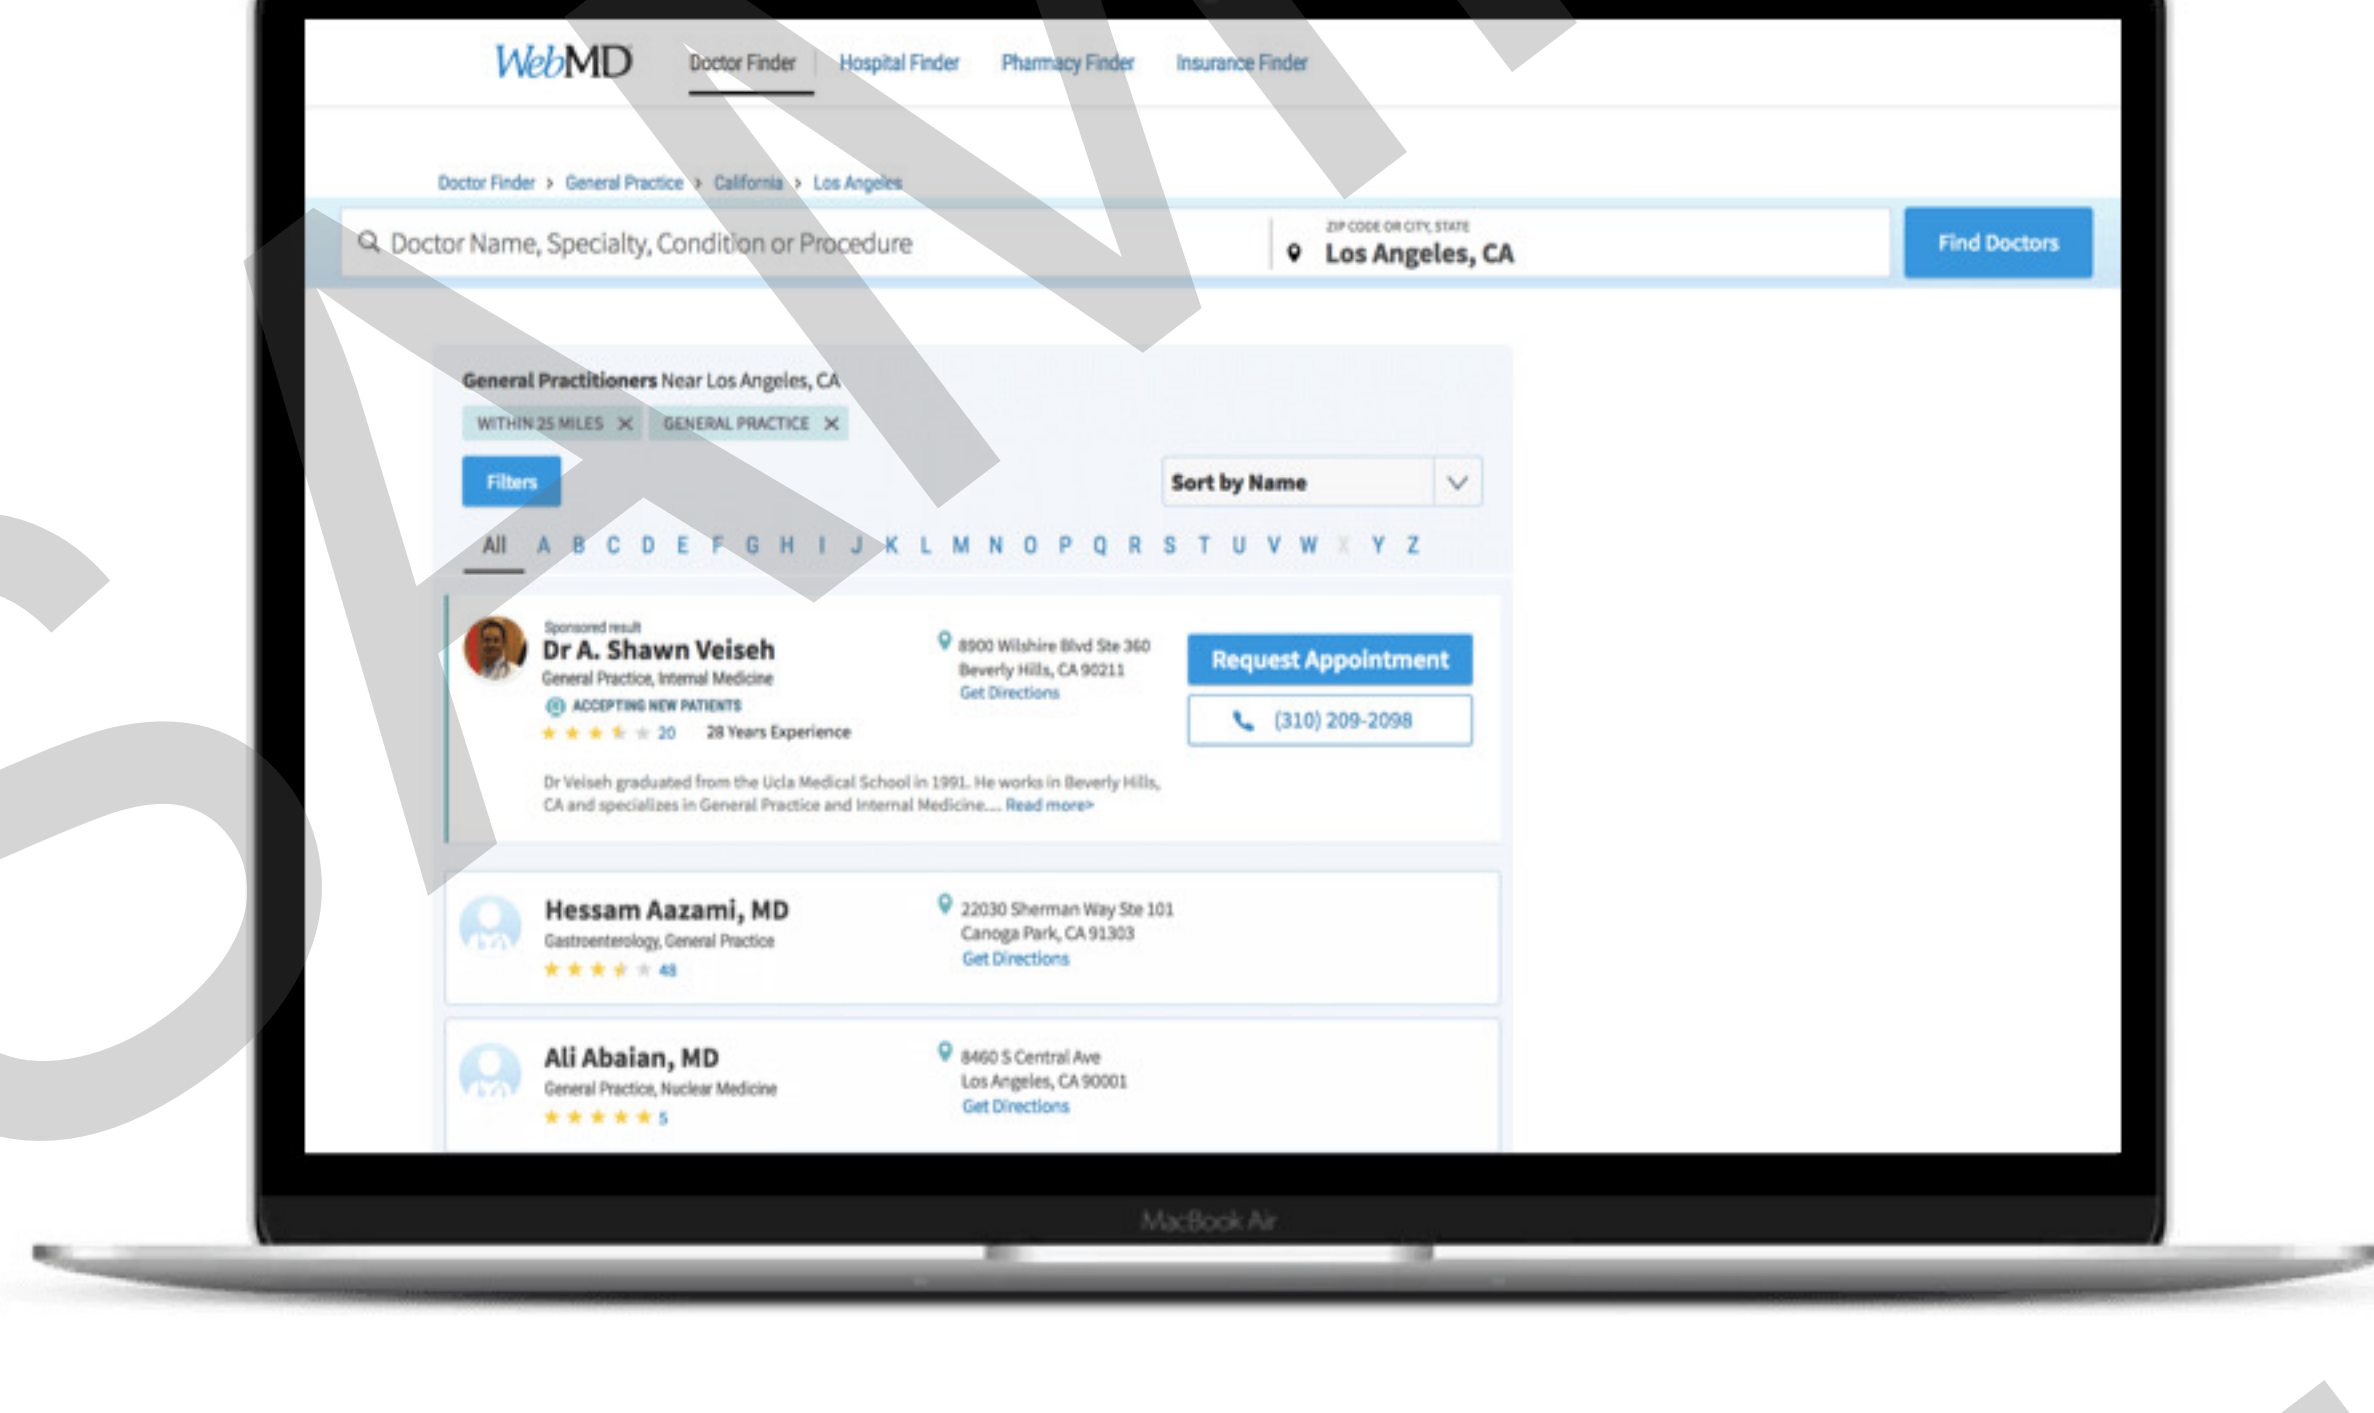 WebMD Doctor Finder Hospital Finder Pharmacy Finder Insurance Finder
Doctor Finder > General Practice > California > Los Angeles
Doctor Name, Specialty, Condition or Procedure
ZIP CODE OR CITY, STATE
Los Angeles, CA
Find Doctors
General Practitioners Near Los Angeles, CA
WITHIN 25 MILES X GENERAL PRACTICE X
Filters
Sort by Name
All A B C D E F G H I J K L M N O P Q R S T U V W X Y Z
Sponsored result
Dr A. Shawn Veiseh
General Practice, Internal Medicine
ACCEPTING NEW PATIENTS
20 28 Years Experience
8900 Wilshire Blvd Ste 360
Beverly Hills, CA 90211
Get Directions
Request Appointment
(310) 209-2098
Dr Veiseh graduated from the Ucla Medical School in 1991. He works in Beverly Hills,
CA and specializes in General Practice and Internal Medicine.... Read more>
Hessam Aazami, MD
Gastroenterology, General Practice
48
22030 Sherman Way Ste 101
Canoga Park, CA 91303
Get Directions
Ali Abaian, MD
General Practice, Nuclear Medicine
5
8460 S Central Ave
Los Angeles, CA 90001
Get Directions
MacBook Air
SAM